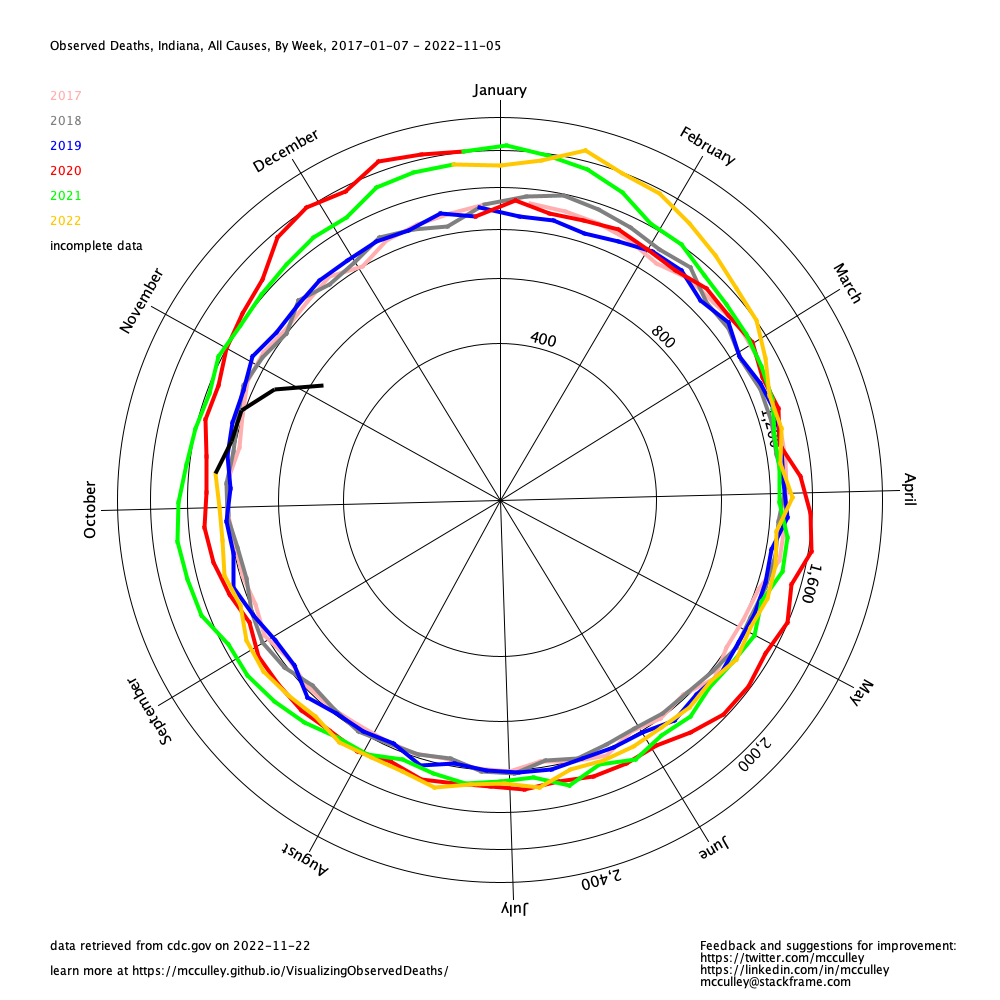 Observed Deaths, Indiana, All Causes, By Week, 2017-01-07 - 2022-11-05
2017
2018
2019
2020
2021
2022
incomplete data
January
February
March
April
May
June
July
August
September
October
November
December
400
800
1,200
1,600
2,000
2,400
data retrieved from cdc.gov on 2022-11-22
learn more at https://mcculley.github.io/VisualizingObservedDeaths/
Feedback and suggestions for improvement:
https://twitter.com/mcculley
https://linkedin.com/in/mcculley
mcculley@stackframe.com